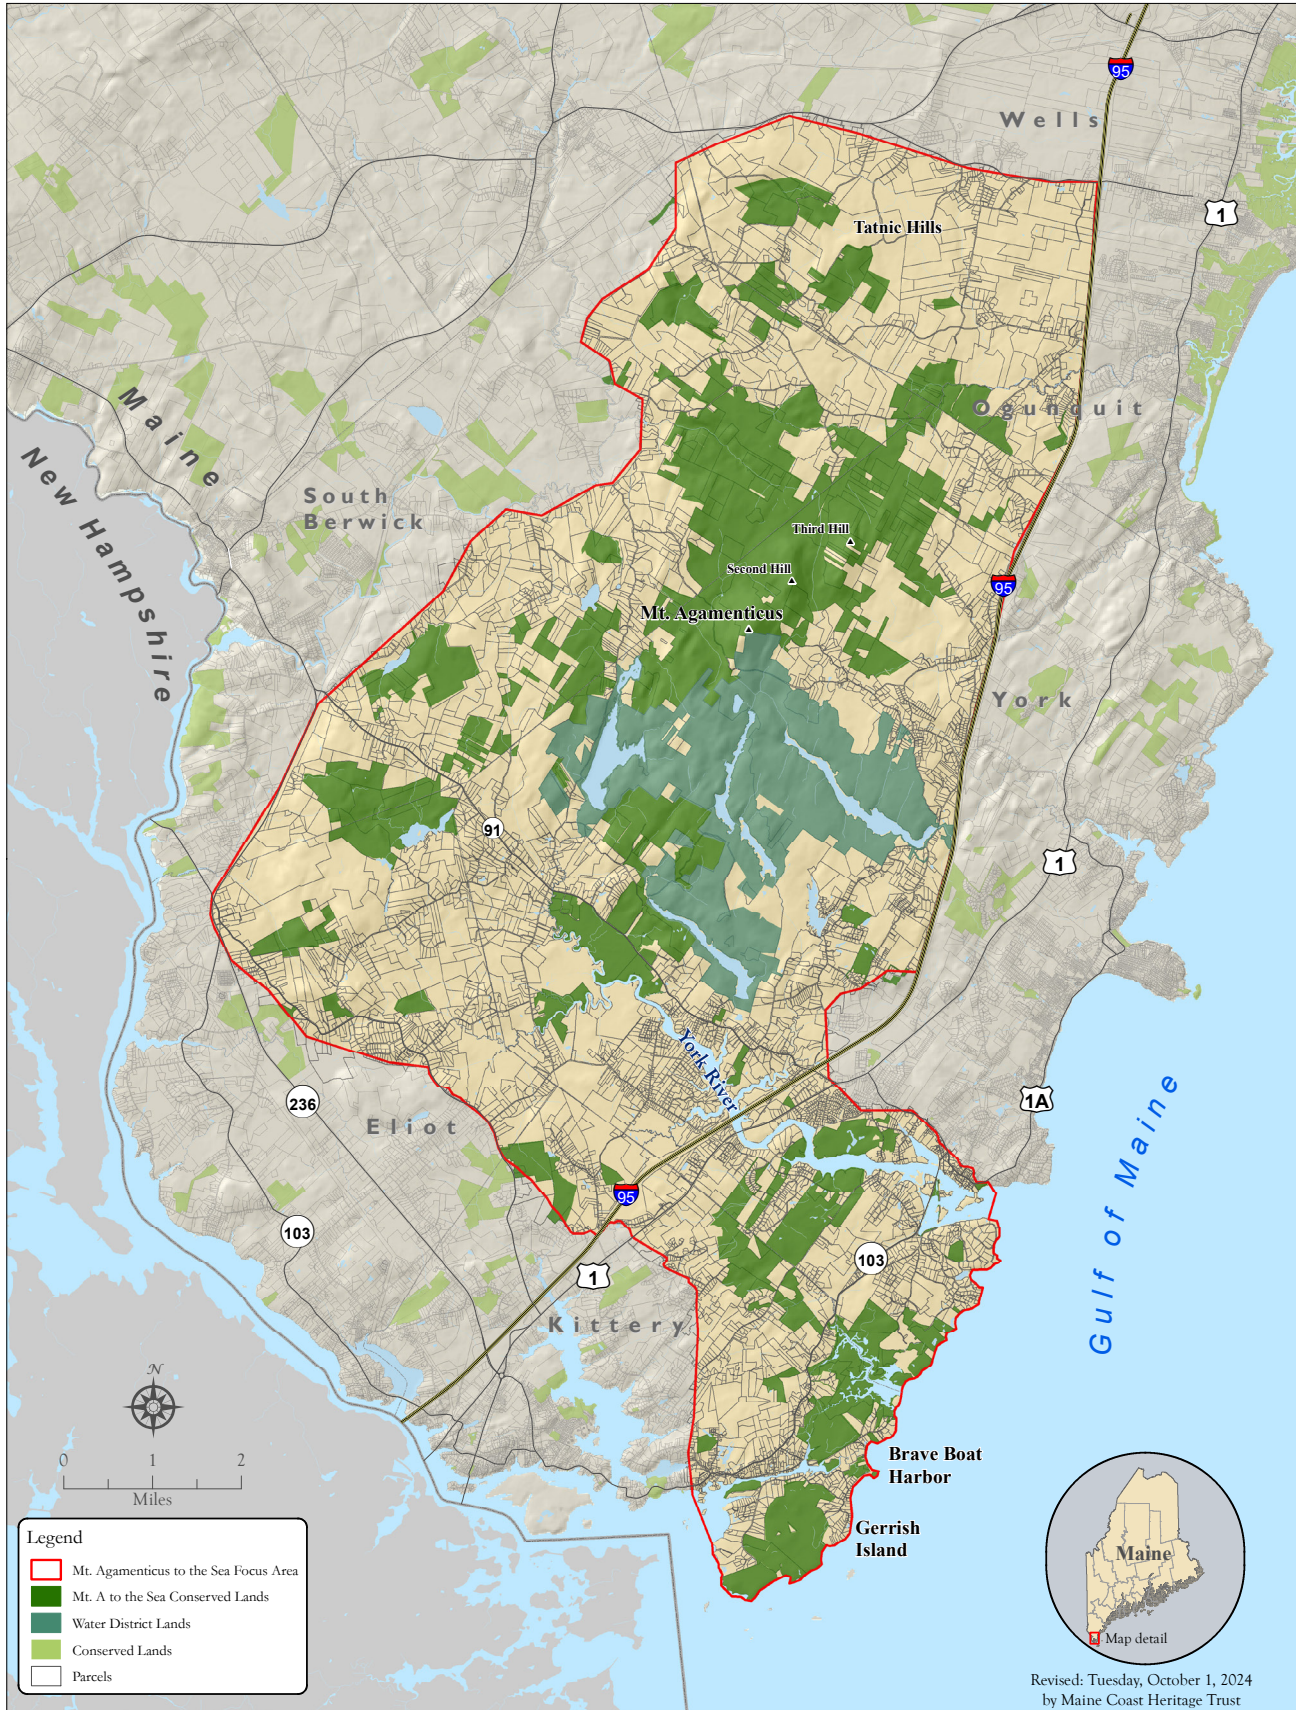 95
Wells
1
Tatnic Hills
Maine
Ogunquit
New Hampshire
South
Berwick
Third Hill
Second Hill
95
Mt. Agamenticus
York
91
1
York River
236
1A
Eliot
Gulf of Maine
95
103
103
1
Kittery
N
0 1 2
Miles
Brave Boat
Harbor
Gerrish
Island
Legend
Mt. Agamenticus to the Sea Focus Area
Mt. A to the Sea Conserved Lands
Water District Lands
Conserved Lands
Parcels
Maine
Map detail
Revised: Tuesday, October 1, 2024
by Maine Coast Heritage Trust